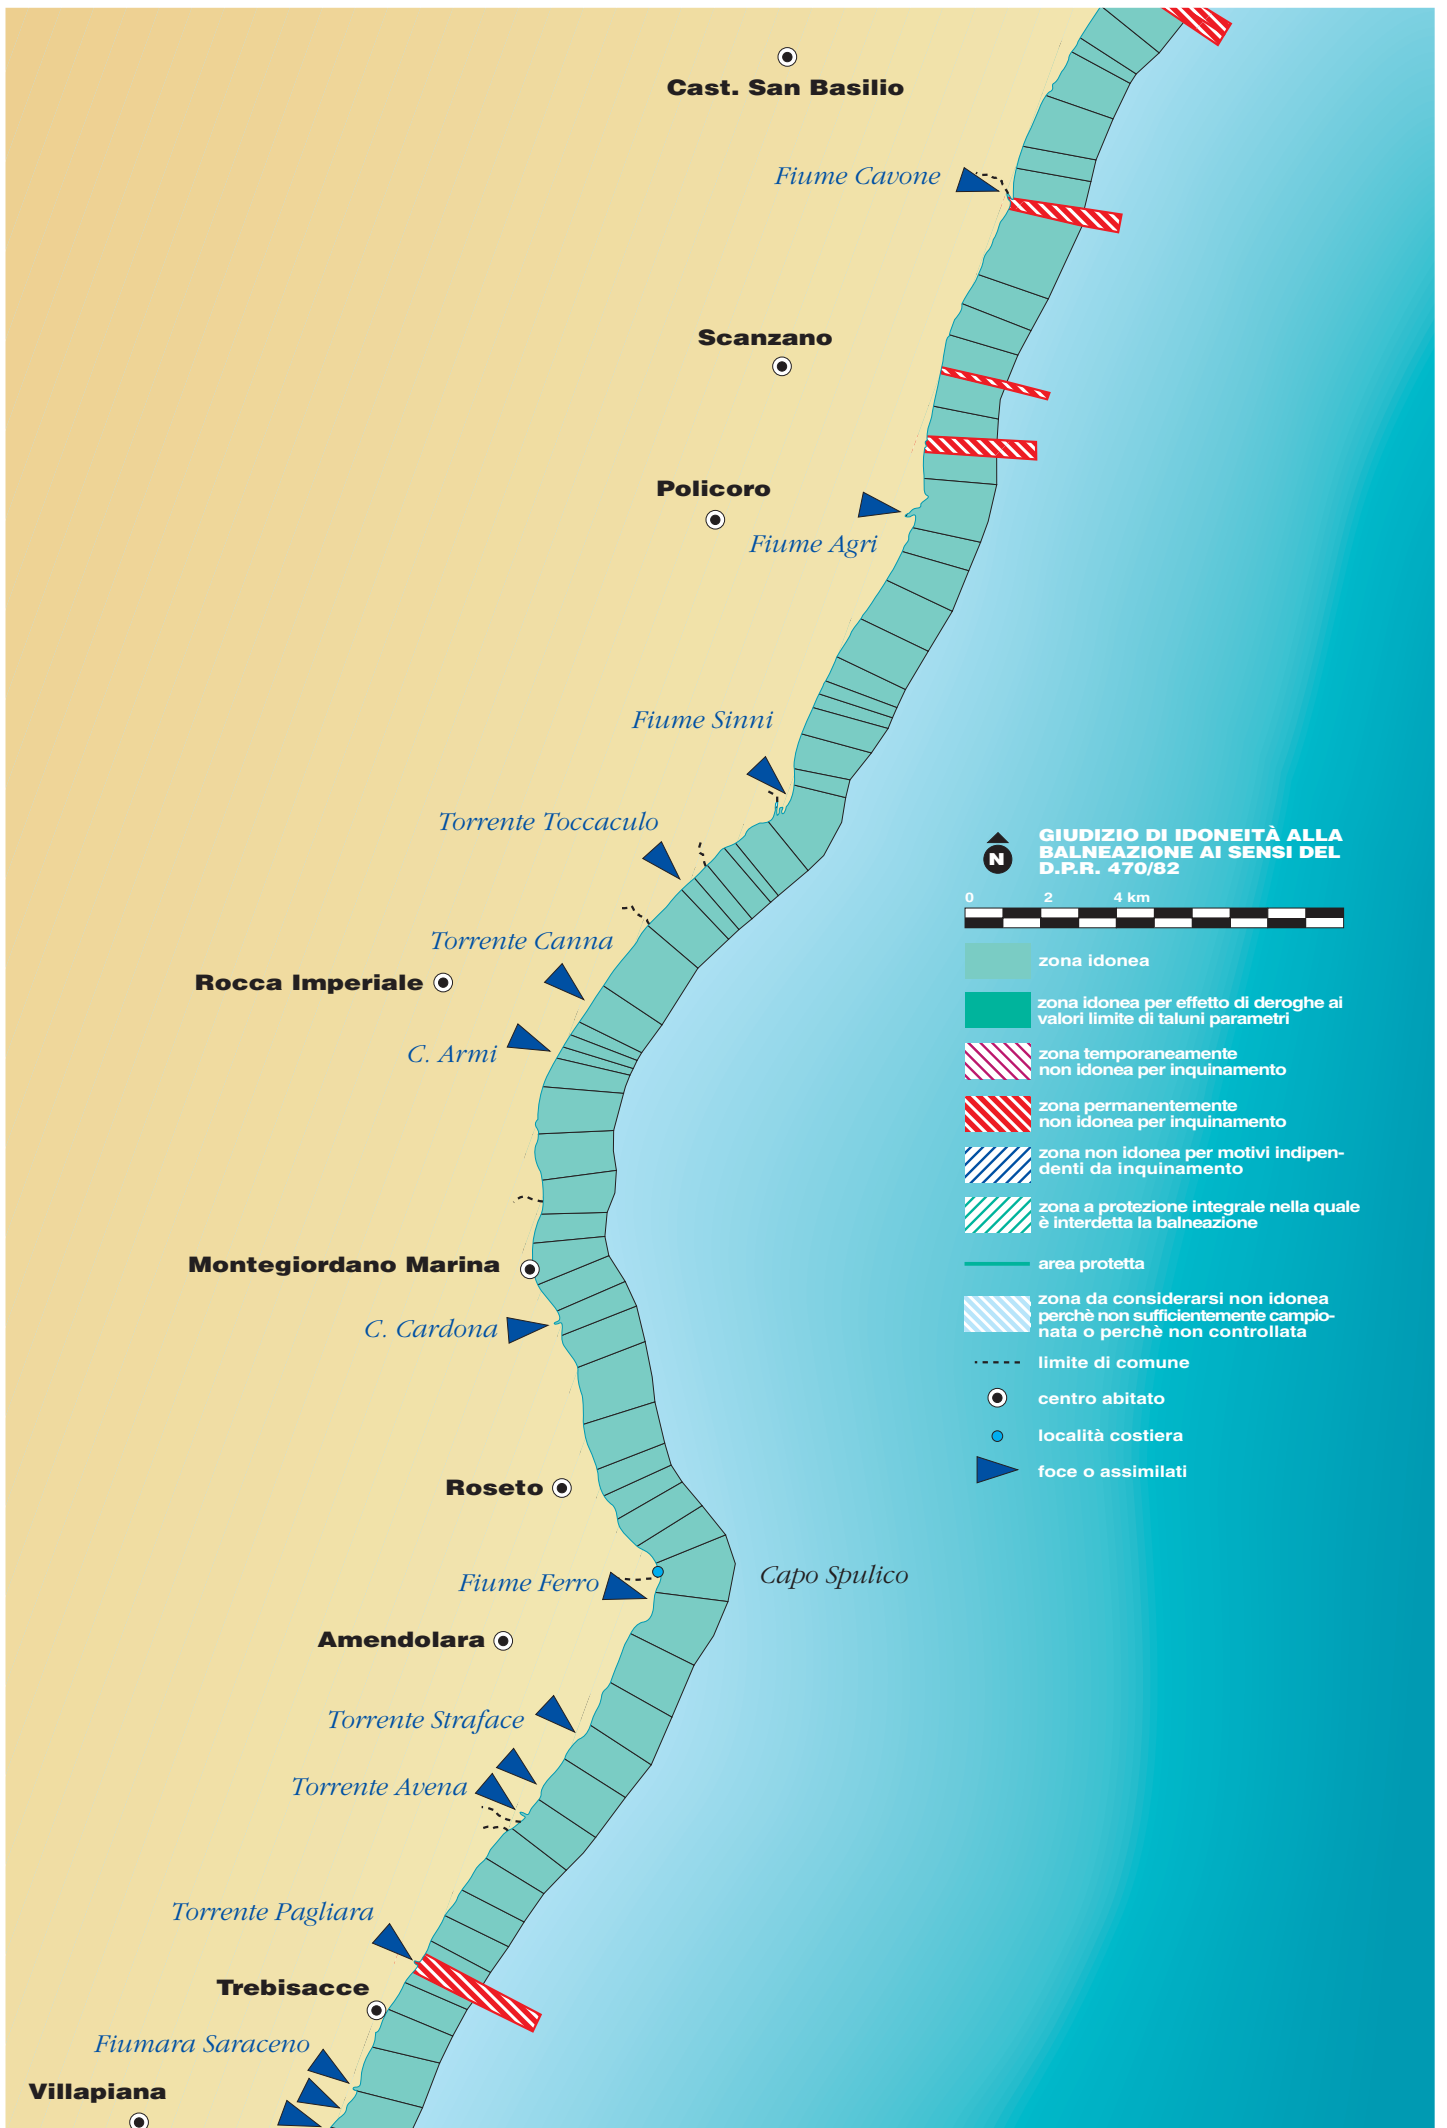 Cast. San Basilio
Fiume Cavone
Scanzano
Policoro
Fiume Agri
Fiume Sinni
Torrente Toccaculo
Torrente Canna
Rocca Imperiale
C. Armi
Montegiordano Marina
C. Cardona
Roseto
Capo Spulico
Fiume Ferro
Amendolara
Torrente Straface
Torrente Avena
Torrente Pagliara
Trebisacce
Fiumara Saraceno
Villapiana
N
GIUDIZIO DI IDONEITÀ ALLA
BALNEAZIONE AI SENSI DEL
D.P.R. 470/82
0 2 4 km
zona idonea
zona idonea per effetto di deroghe ai
valori limite di taluni parametri
zona temporaneamente
non idonea per inquinamento
zona permanentemente
non idonea per inquinamento
zona non idonea per motivi indipen-
denti da inquinamento
zona a protezione integrale nella quale
è interdetta la balneazione
area protetta
zona da considerarsi non idonea
perchè non sufficientemente campio-
nata o perchè non controllata
limite di comune
centro abitato
località costiera
foce o assimilati